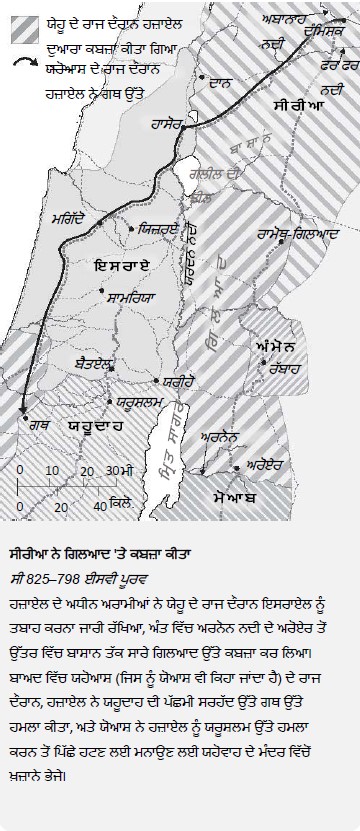 ਯੇਹੂ ਦੇ ਰਾਜ ਦੌਰਾਨ ਹਜ਼ਾਏਲ
ਦੁਆਰਾ ਕਬਜ਼ਾ ਕੀਤਾ ਗਿਆ
ਯਹੋਆਸ਼ ਦੇ ਰਾਜ ਦੌਰਾਨ
ਹਜ਼ਾਏਲ ਨੇ ਗਥ ਉੱਤੇ
ਅਬਾਨਾਹ
ਨਦੀ
ਦੰਮਿਸਕ
ਫਰ ਫਰ
ਨਦੀ
ਦਾਨ
ਸੀਰੀਆ
ਹਾਸੋਰ
ਬਾਸ਼ਾਨ
ਗਲੀਲ ਦੀ
ਝੀਲ
ਮਗਿੱਦੋ
ਯਿਜ਼ਰਏ
ਯਰਦਨ ਨਦੀ
ਰਾਮੋਥ-ਗਿਲਆਦ
ਇਸਰਾਏ
ਗਿਲਆਦ
ਸਾਮਰਿਯਾ
ਅੰਮੋਨ
ਰੱਬਾਹ
ਬੈਤਏਲ
ਯਰੀਹੋ
ਯਰੂਸ਼ਲਮ
ਗਥ
ਯਹੂਦਾਹ
ਮ੍ਰਿਤ ਸਾਗਰ
ਅਰਨੋਨ
ਅਰੋਏਰ
ਮੋਆਬ
0 10 20 30 ਮੀ
0 20 40 ਕਿਲੋ.
ਸੀਰੀਆ ਨੇ ਗਿਲਆਦ 'ਤੇ ਕਬਜ਼ਾ ਕੀਤਾ
ਸੀ 825–798 ਈਸਵੀ ਪੂਰਵ
ਹਜ਼ਾਏਲ ਦੇ ਅਧੀਨ ਅਰਾਮੀਆਂ ਨੇ ਯੇਹੂ ਦੇ ਰਾਜ ਦੌਰਾਨ ਇਸਰਾਏਲ ਨੂੰ
ਤਬਾਹ ਕਰਨਾ ਜਾਰੀ ਰੱਖਿਆ, ਅੰਤ ਵਿੱਚ ਅਰਨੋਨ ਨਦੀ ਦੇ ਅਰੋਏਰ ਤੋਂ
ਉੱਤਰ ਵਿੱਚ ਬਾਸਾਨ ਤੱਕ ਸਾਰੇ ਗਿਲਆਦ ਉੱਤੇ ਕਬਜ਼ਾ ਕਰ ਲਿਆ।
ਬਾਅਦ ਵਿੱਚ ਯਹੋਆਸ਼ (ਜਿਸ ਨੂੰ ਯੋਆਸ਼ ਵੀ ਕਿਹਾ ਜਾਂਦਾ ਹੈ) ਦੇ ਰਾਜ
ਦੌਰਾਨ, ਹਜ਼ਾਏਲ ਨੇ ਯਹੂਦਾਹ ਦੀ ਪੱਛਮੀ ਸਰਹੱਦ ਉੱਤੇ ਗਥ ਉੱਤੇ
ਹਮਲਾ ਕੀਤਾ, ਅਤੇ ਯੋਆਸ਼ ਨੇ ਹਜ਼ਾਏਲ ਨੂੰ ਯਰੂਸ਼ਲਮ ਉੱਤੇ ਹਮਲਾ
ਕਰਨ ਤੋਂ ਪਿੱਛੇ ਹਟਣ ਲਈ ਮਨਾਉਣ ਲਈ ਯਹੋਵਾਹ ਦੇ ਮੰਦਰ ਵਿੱਚੋਂ
ਖ਼ਜ਼ਾਨੇ ਭੇਜੇ।